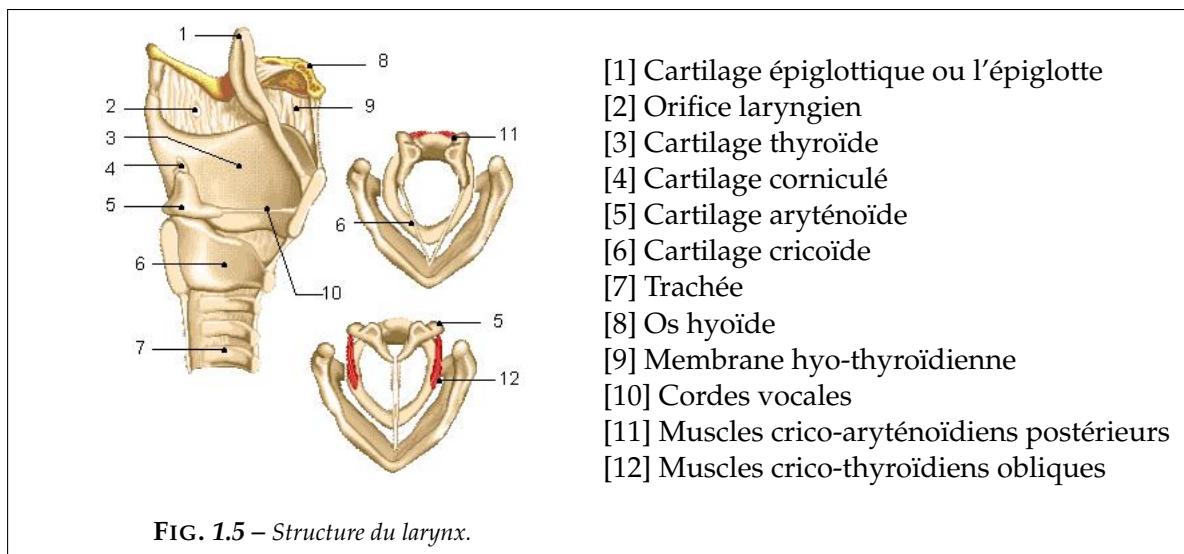 1
8
2
9
3
11
4
5
6
6
10
5
7
12
[1] Cartilage épiglottique ou l'épiglotte
[2] Orifice laryngien
[3] Cartilage thyroïde
[4] Cartilage corniculé
[5] Cartilage aryténoïde
[6] Cartilage cricoïde
[7] Trachée
[8] Os hyoïde
[9] Membrane hyo-thyroïdienne
[10] Cordes vocales
[11] Muscles crico-aryténoïdiens postérieurs
[12] Muscles crico-thyroïdiens obliques
FIG. 1.5 – Structure du larynx.